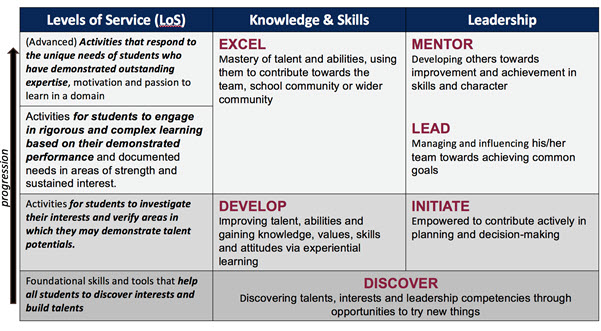 Levels of Service (LoS)
Knowledge & Skills
Leadership
(Advanced) Activities that respond to
the unique needs of students who
have demonstrated outstanding
expertise, motivation and passion to
learn in a domain
EXCEL
Mastery of talent and abilities, using
them to contribute towards the
team, school community or wider
community
MENTOR
Developing others towards
improvement and achievement in
skills and character
Activities for students to engage
in rigorous and complex learning
based on their demonstrated
performance and documented
needs in areas of strength and
sustained interest.
LEAD
Managing and influencing his/her
team towards achieving common
goals
progression
Activities for students to investigate
their interests and verify areas in
which they may demonstrate talent
potentials.
DEVELOP
Improving talent, abilities and
gaining knowledge, values, skills
and attitudes via experiential
learning
INITIATE
Empowered to contribute actively in
planning and decision-making
Foundational skills and tools that help
all students to discover interests and
build talents
DISCOVER
Discovering talents, interests and leadership competencies through
opportunities to try new things